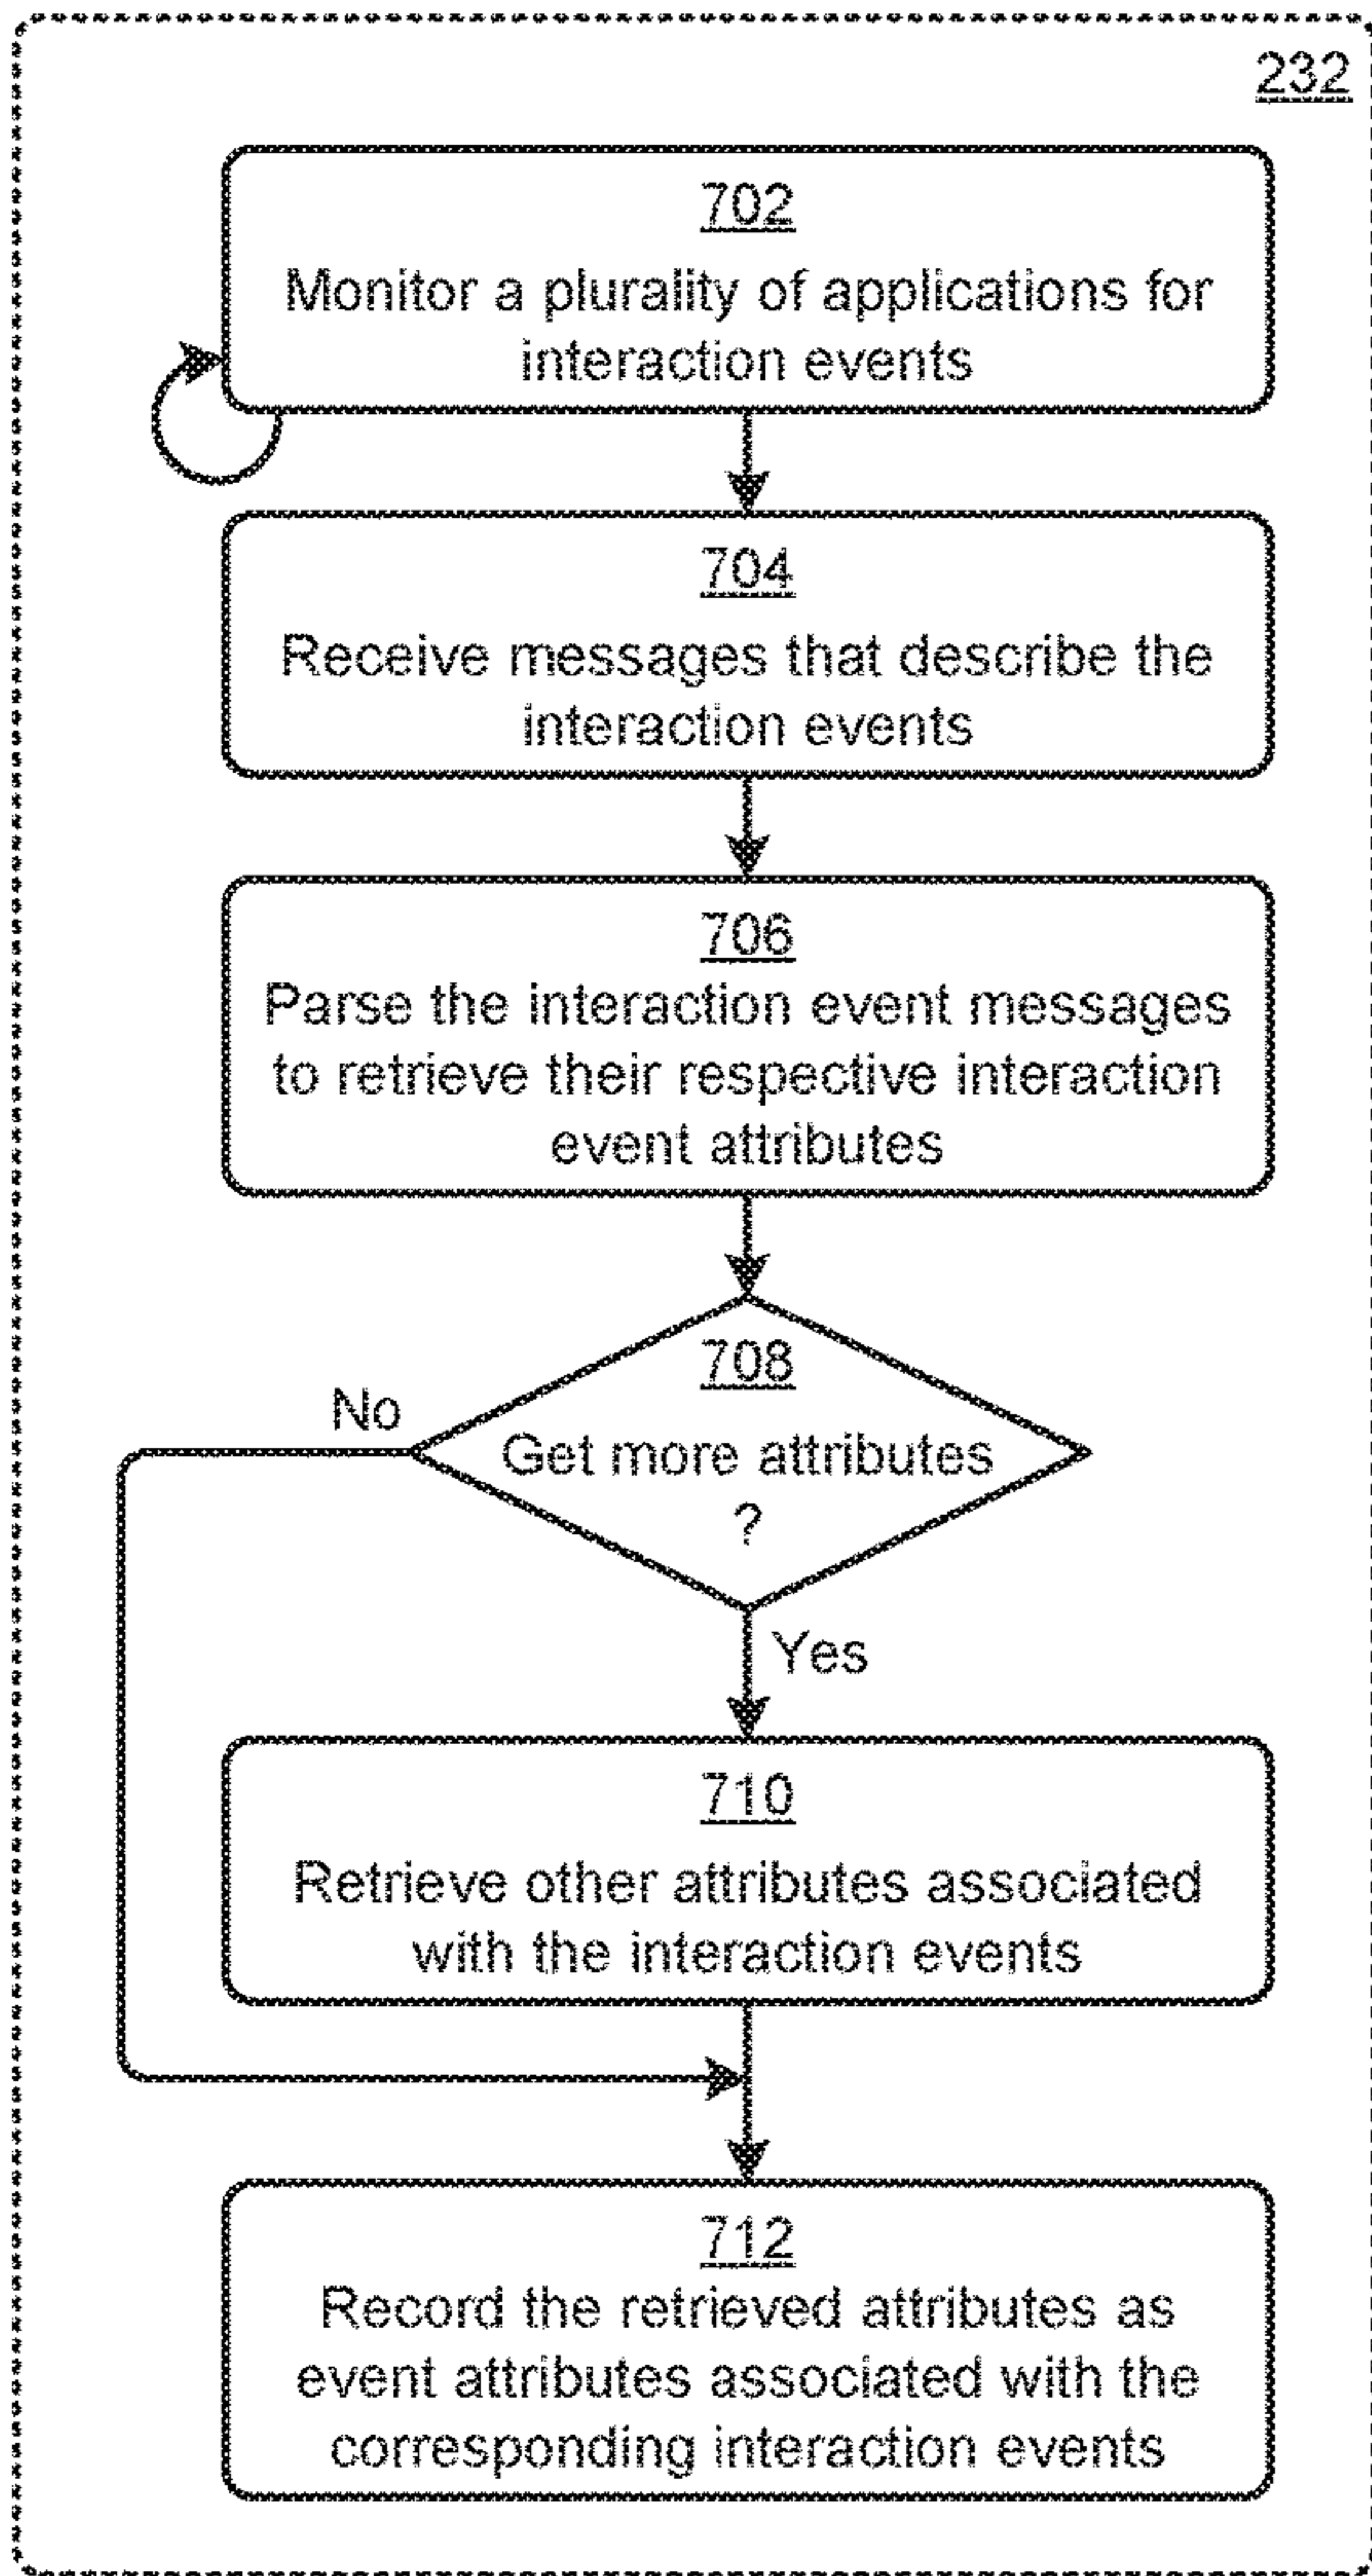 232
702
Monitor a plurality of applications for
interaction events
704
Receive messages that describe the
interaction events
706
Parse the interaction event messages
to retrieve their respective interaction
event attributes
708
No
Get more attributes
?
Yes
710
Retrieve other attributes associated
with the interaction events
712
Record the retrieved attributes as
event attributes associated with the
corresponding interaction events